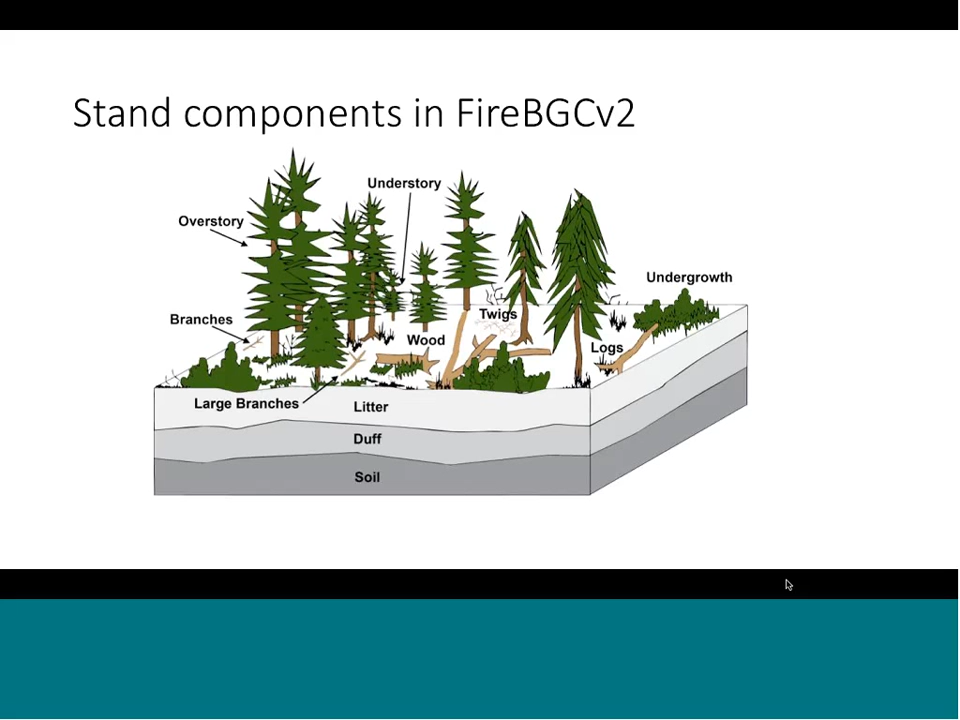 Stand components in FireBGCv2
Understory
Overstory
Undergrowth
Branches
Twigs
Wood
Logs
Large Branches
Litter
Duff
Soil